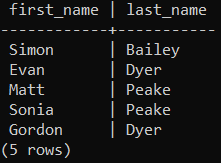 first_name | last_name
------------+-----------
Simon | Bailey
Evan | Dyer
Matt | Peake
Sonia | Peake
Gordon | Dyer
(5 rows)